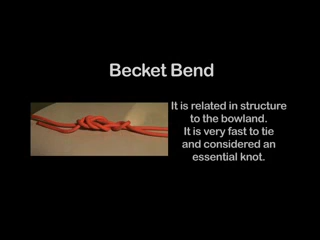 Becket Bend
It is related in structure
to the bowland.
It is very fast to tie
and considered an
essential knot.